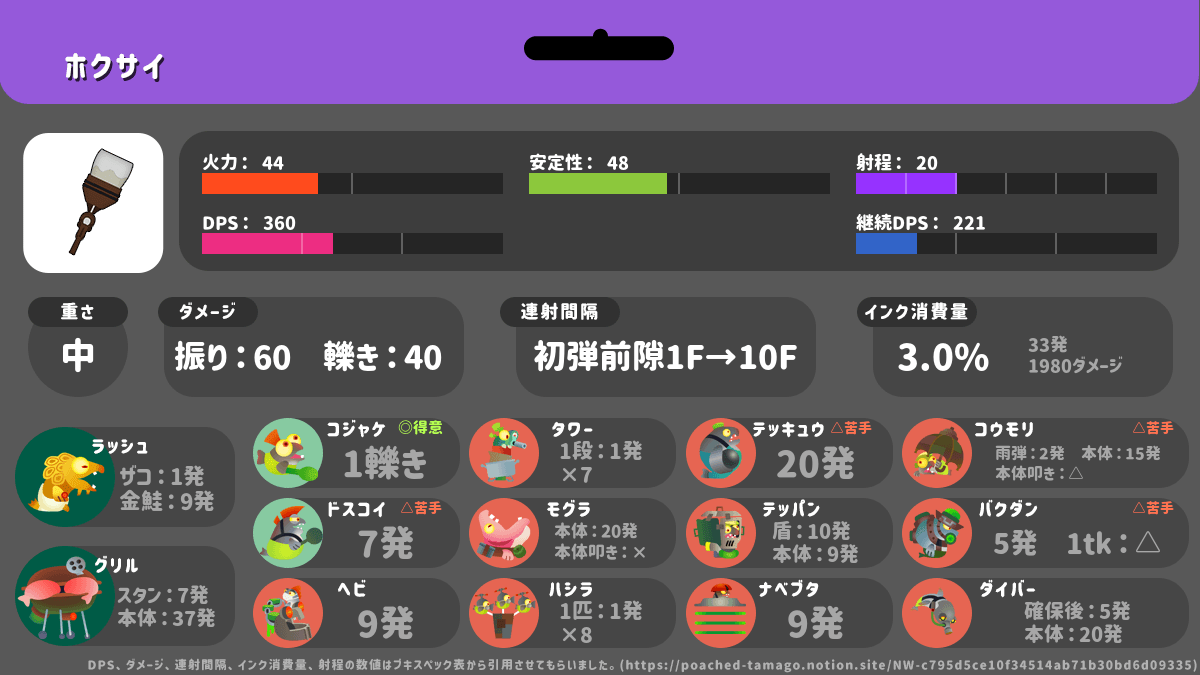 ホクサイ
火力： 44
安定性： 48
射程： 20
DPS： 360
継続DPS： 221
重さ
中
ダメージ
振り：60 轢き：40
連射間隔
初弾前隙1F→10F
インク消費量
3.0%
33発
1980ダメージ
ラッシュ
ザコ：1発
金鮭：9発
グリル
スタン：7発
本体：37発
コジャケ ◎得意
1轢き
タワー
1段：1発
×7
テッキュウ △苦手
20発
コウモリ △苦手
雨弾：2発 本体：15発
本体叩き：△
ドスコイ △苦手
7発
モグラ
本体：20発
本体叩き：×
テッパン
盾：10発
本体：9発
バクダン △苦手
5発 1tk：△
ヘビ
9発
ハシラ
1匹：1発
×8
ナベブタ
9発
ダイバー
確保後：5発
本体：20発
DPS、ダメージ、連射間隔、インク消費量、射程の数値はブキスペック表から引用させてもらいました。(https://poached-tamago.notion.site/NW-c795d5ce10f34514ab71b30bd6d09335)